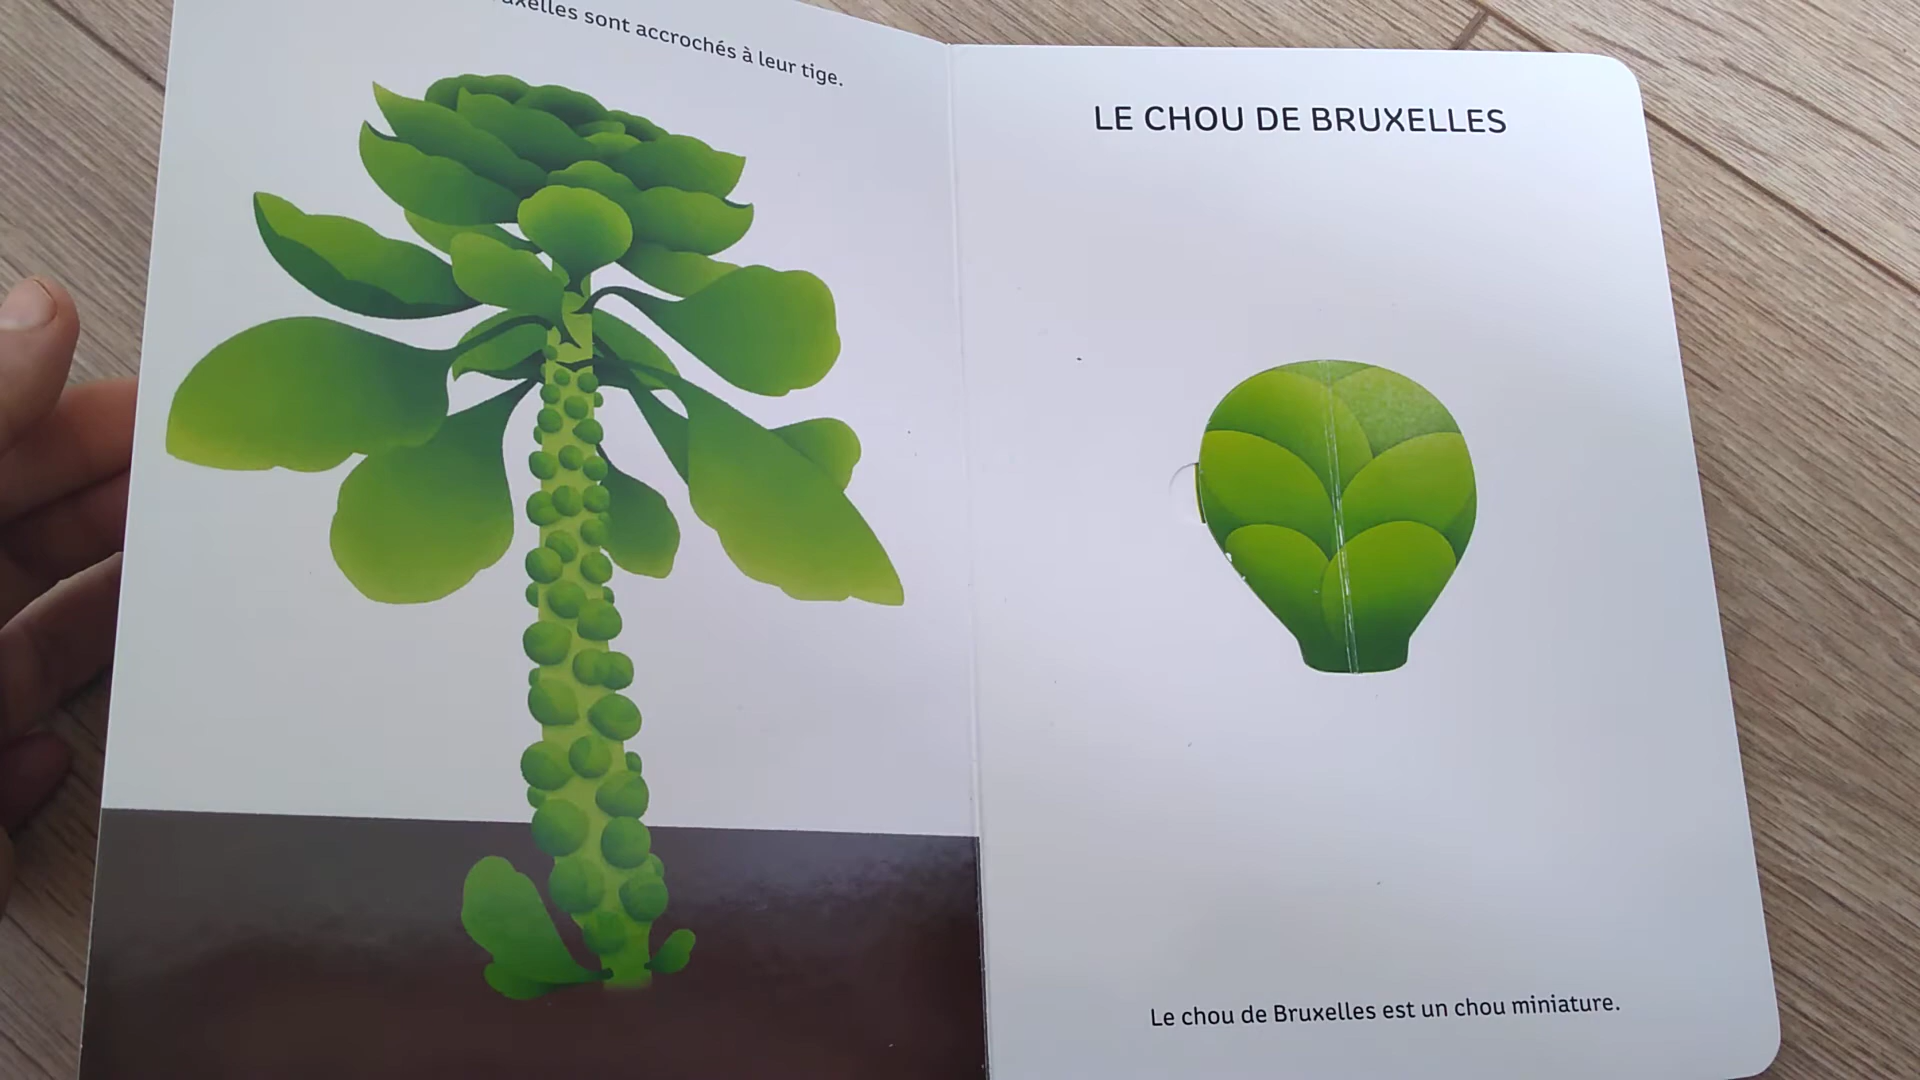 sont accrochés à leur tige.
LE CHOU DE BRUXELLES
Le chou de Bruxelles est un chou miniature.